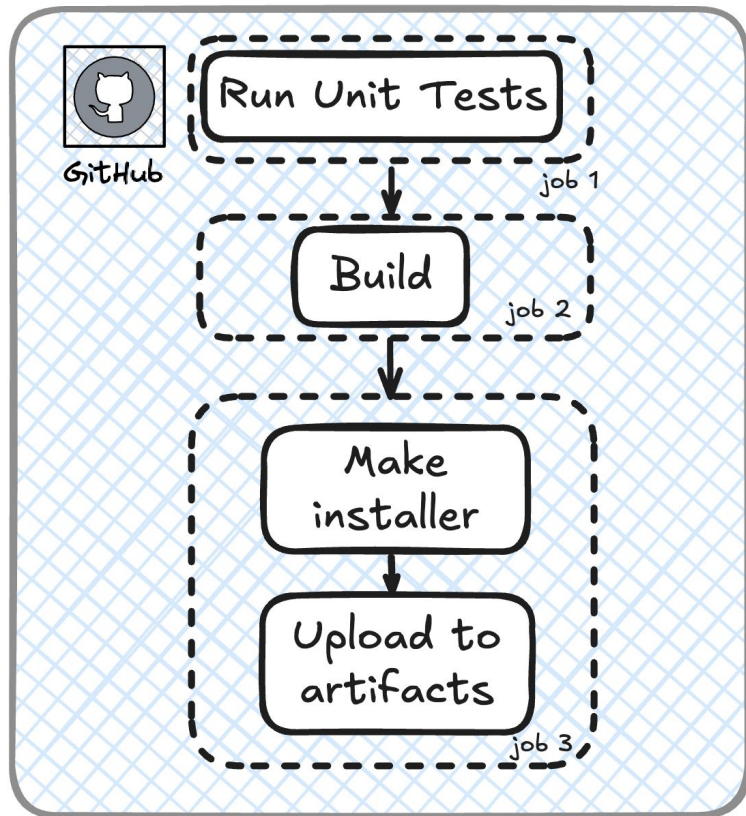 Run Unit Tests
GitHub
job 1
Build
job 2
Make
installer
Upload to
artifacts
job 3